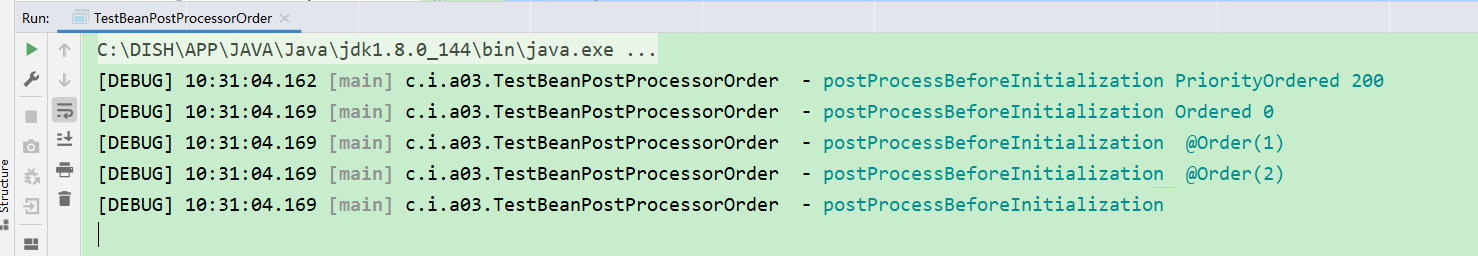 Run: TestBeanPostProcessorOrder ×
C:\DISH\APP\JAVA\Java\jdk1.8.0_144\bin\java.exe ...
[DEBUG] 10:31:04.162 [main] c.i.a03.TestBeanPostProcessorOrder  - postProcessBeforeInitialization PriorityOrdered 200
[DEBUG] 10:31:04.169 [main] c.i.a03.TestBeanPostProcessorOrder  - postProcessBeforeInitialization Ordered 0
[DEBUG] 10:31:04.169 [main] c.i.a03.TestBeanPostProcessorOrder  - postProcessBeforeInitialization  @Order(1)
[DEBUG] 10:31:04.169 [main] c.i.a03.TestBeanPostProcessorOrder  - postProcessBeforeInitialization  @Order(2)
[DEBUG] 10:31:04.169 [main] c.i.a03.TestBeanPostProcessorOrder  - postProcessBeforeInitialization
Structure